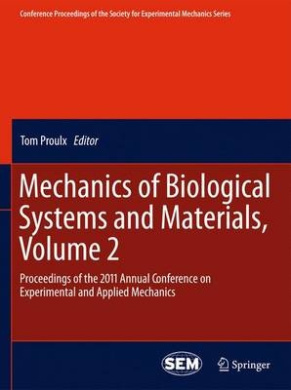 Conference Proceedings of the Society for Experimental Mechanics Series
Tom Proulx Editor
Mechanics of Biological
Systems and Materials,
Volume 2
Proceedings of the 2011 Annual Conference on
Experimental and Applied Mechanics
SEM
Springer